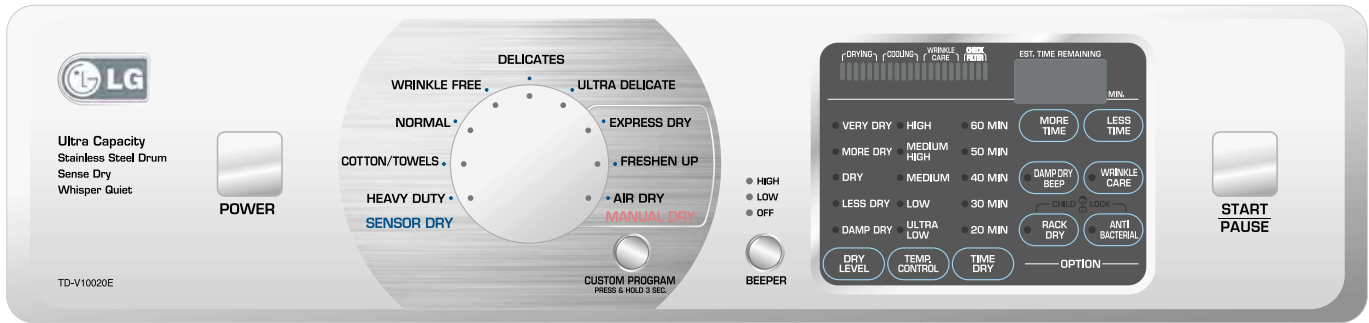 LG
Ultra Capacity
Stainless Steel Drum
Sense Dry
Whisper Quiet
TD-V10020E
POWER
DELICATES
WRINKLE FREE
ULTRA DELICATE
NORMAL
EXPRESS DRY
COTTON/TOWELS
FRESHEN UP
HEAVY DUTY
AIR DRY
SENSOR DRY
MANUAL DRY
CUSTOM PROGRAM
PRESS & HOLD 3 SEC.
HIGH
LOW
OFF
BEEPER
DRYING
COOLING
WRINKLE
CARE
CHECK
FILTER
EST. TIME REMAINING
MIN.
VERY DRY
HIGH
60 MIN
MORE DRY
MEDIUM
HIGH
50 MIN
DRY
MEDIUM
40 MIN
LESS DRY
LOW
30 MIN
DAMP DRY
ULTRA
LOW
20 MIN
DRY
LEVEL
TEMP.
CONTROL
TIME
DRY
MORE
TIME
LESS
TIME
DAMP DRY
BEEP
WRINKLE
CARE
CHILD LOCK
RACK
DRY
ANTI
BACTERIAL
OPTION
START
PAUSE